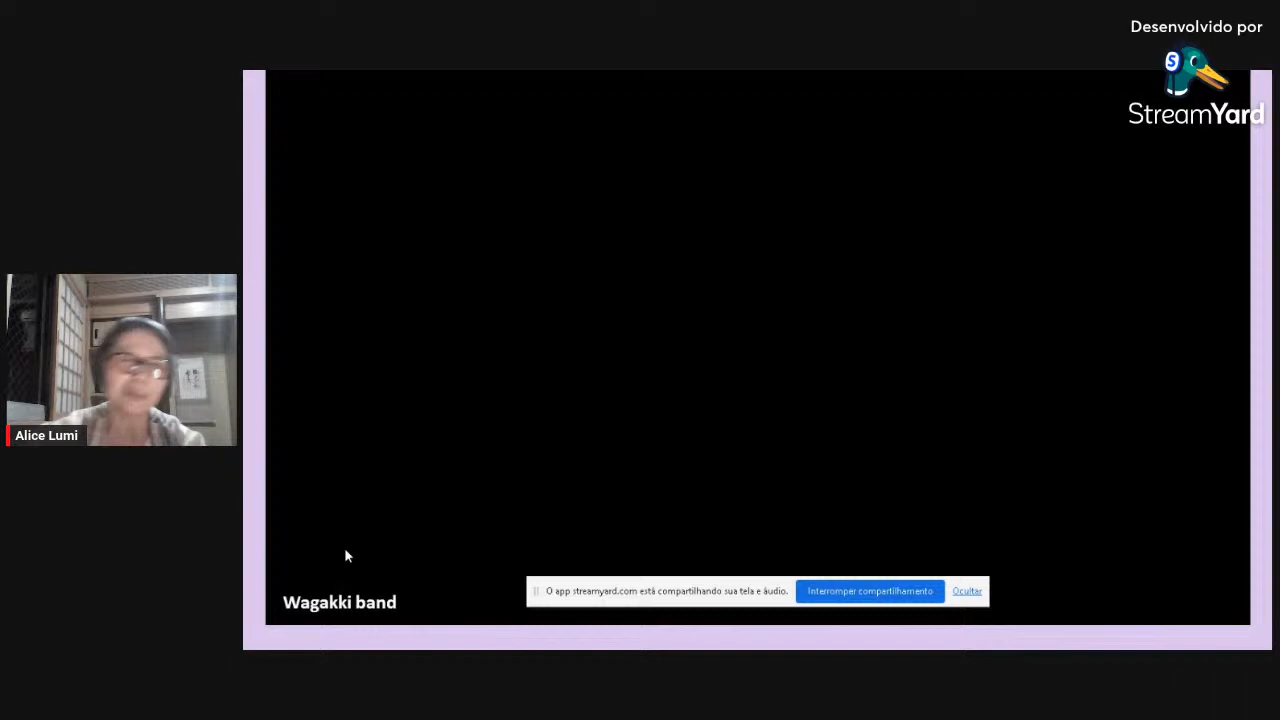 Desenvolvido por
S
StreamYard
Alice Lumi
O app streamyard.com está compartilhando sua tela e áudio.
Interromper compartilhamento
Ocultar
Wagakki band